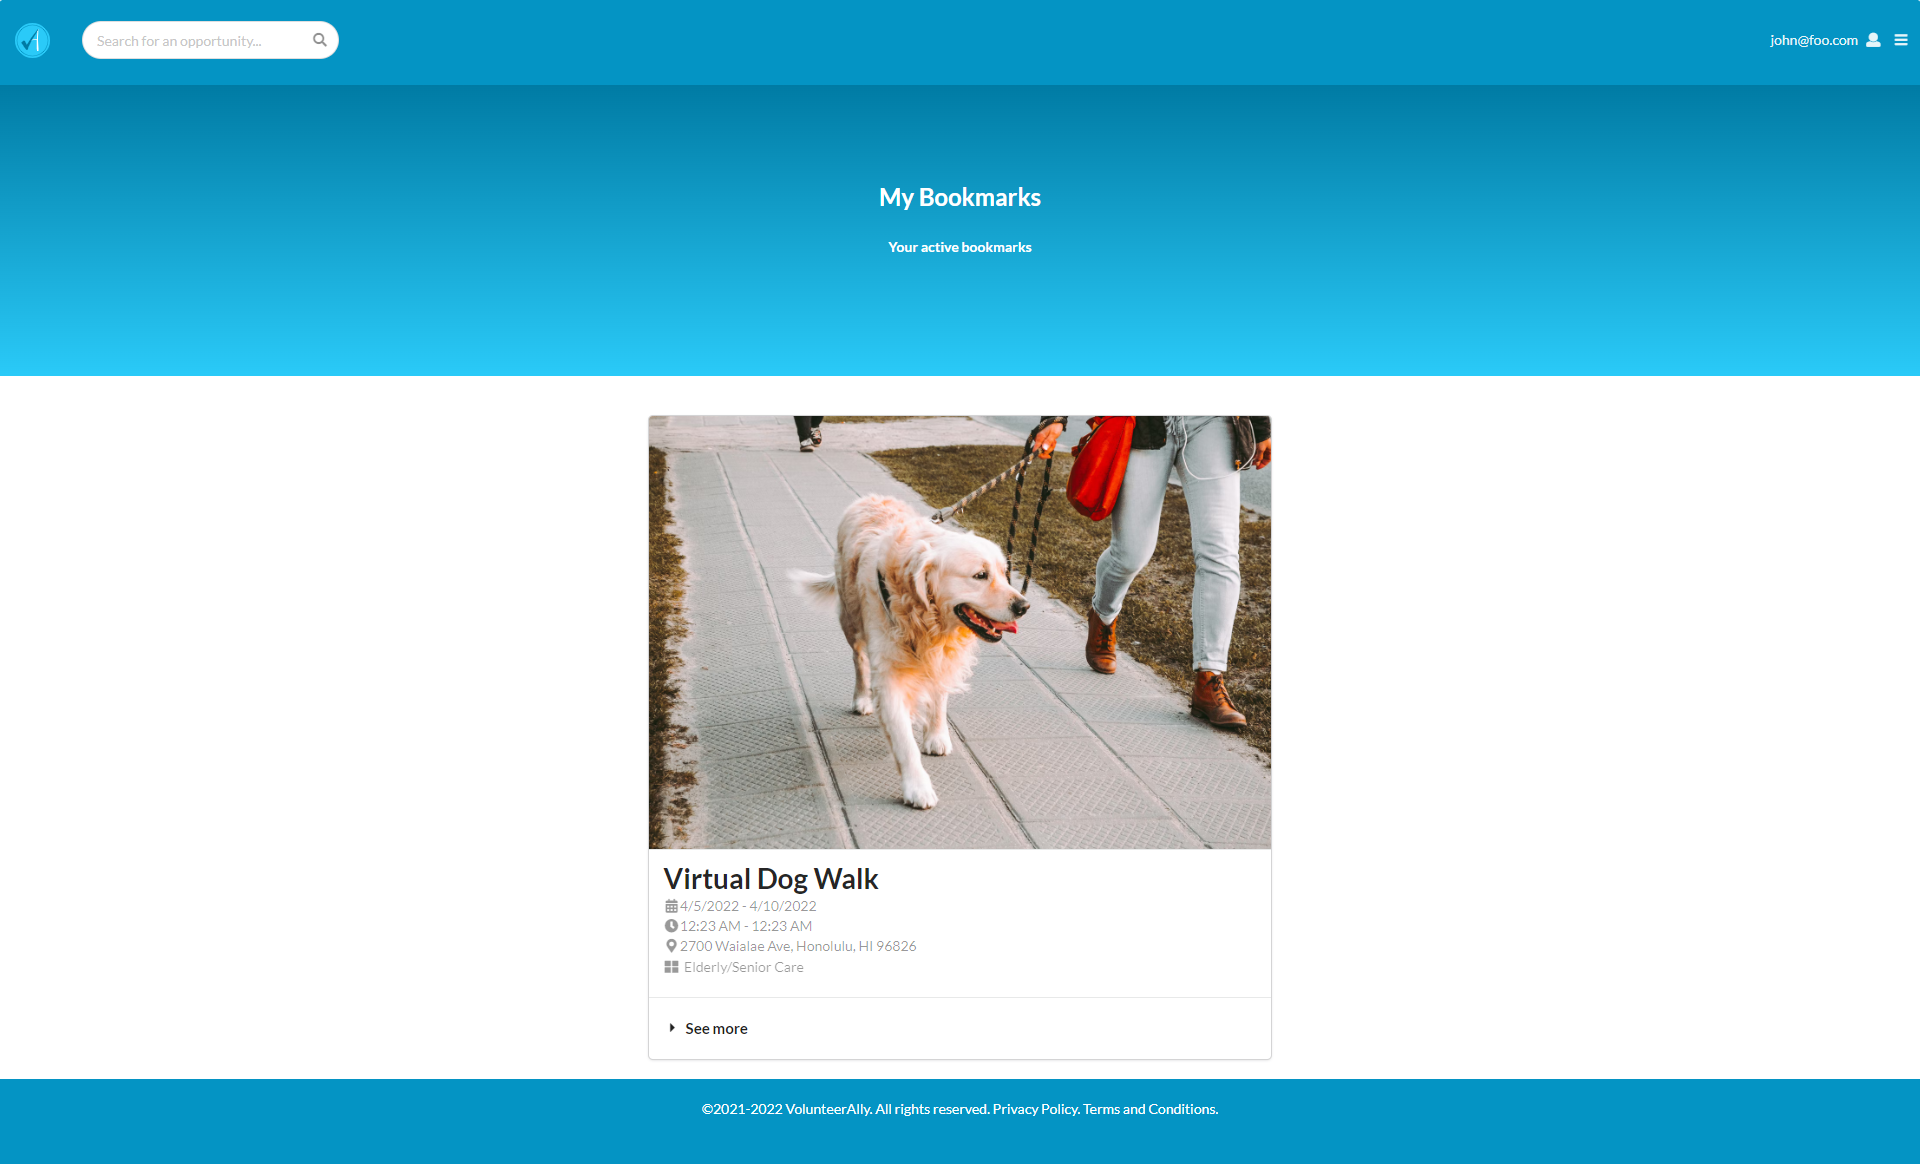 Search for an opportunity...
john@foo.com
My Bookmarks
Your active bookmarks
Virtual Dog Walk
4/5/2022 - 4/10/2022
12:23 AM - 12:23 AM
2700 Waialae Ave, Honolulu, HI 96826
Elderly/Senior Care
See more
©2021-2022 VolunteerAlly. All rights reserved. Privacy Policy. Terms and Conditions.